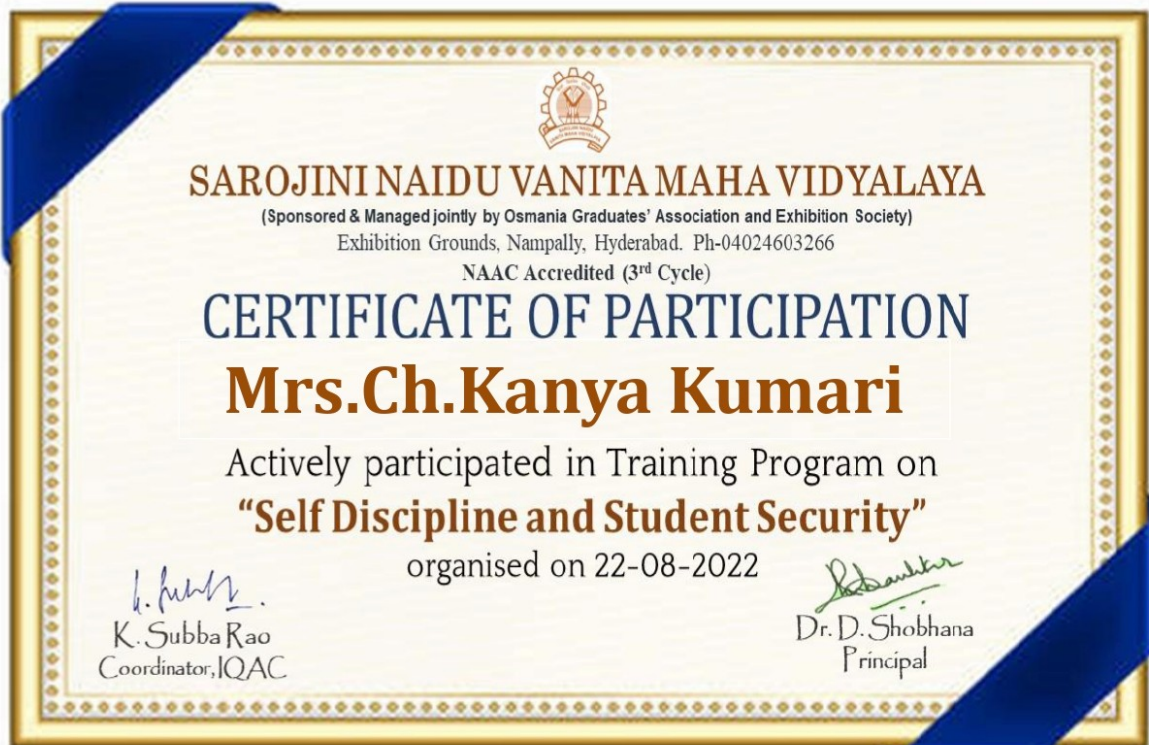 SAROJINI NAIDU VANITA MAHA VIDYALAYA
(Sponsored & Managed jointly by Osmania Graduates' Association and Exhibition Society)
Exhibition Grounds, Nampally, Hyderabad. Ph-04024603266
NAAC Accredited (3rd Cycle)
CERTIFICATE OF PARTICIPATION
Mrs.Ch.Kanya Kumari
Actively participated in Training Program on
“Self Discipline and Student Security”
organised on 22-08-2022
K. Subba Rao
Coordinator, IQAC
Dr. D. Shobhana
Principal